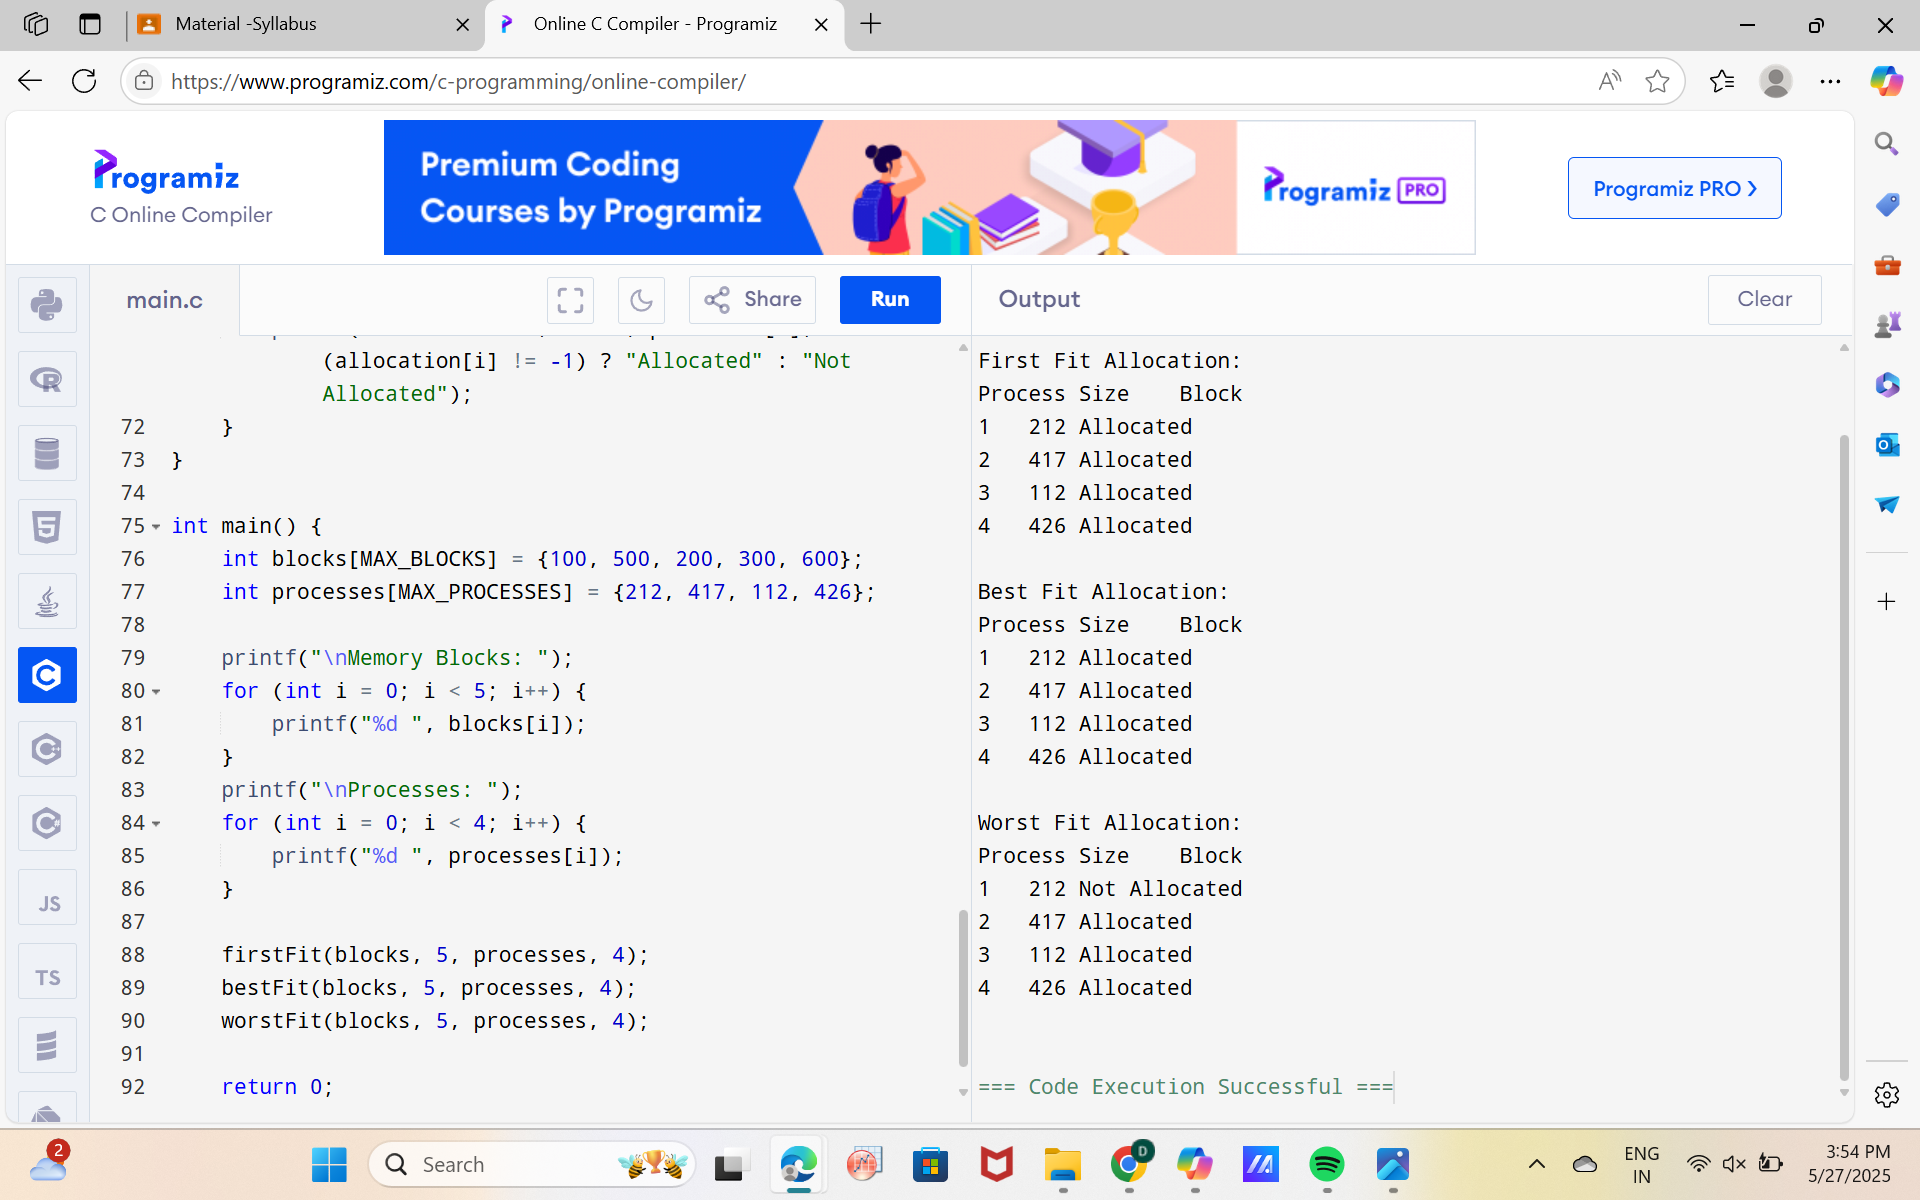 Material -Syllabus
Online C Compiler - Programiz
https://www.programiz.com/c-programming/online-compiler/
Programiz
C Online Compiler
Premium Coding
Courses by Programiz
Programiz PRO
Programiz PRO ❯
main.c
Share
Run
Output
Clear
(allocation[i] != -1) ? "Allocated" : "Not
Allocated");
72 }
73 }
74
75 int main() {
76 int blocks[MAX_BLOCKS] = {100, 500, 200, 300, 600};
77 int processes[MAX_PROCESSES] = {212, 417, 112, 426};
78
79 printf("\nMemory Blocks: ");
80 for (int i = 0; i < 5; i++) {
81 printf("%d ", blocks[i]);
82 }
83 printf("\nProcesses: ");
84 for (int i = 0; i < 4; i++) {
85 printf("%d ", processes[i]);
86 }
87
88 firstFit(blocks, 5, processes, 4);
89 bestFit(blocks, 5, processes, 4);
90 worstFit(blocks, 5, processes, 4);
91
92 return 0;
First Fit Allocation:
Process Size Block
1 212 Allocated
2 417 Allocated
3 112 Allocated
4 426 Allocated
Best Fit Allocation:
Process Size Block
1 212 Allocated
2 417 Allocated
3 112 Allocated
4 426 Allocated
Worst Fit Allocation:
Process Size Block
1 212 Not Allocated
2 417 Allocated
3 112 Allocated
4 426 Allocated
=== Code Execution Successful ===
JS
TS
2
Search
D
ENG
IN
3:54 PM
5/27/2025